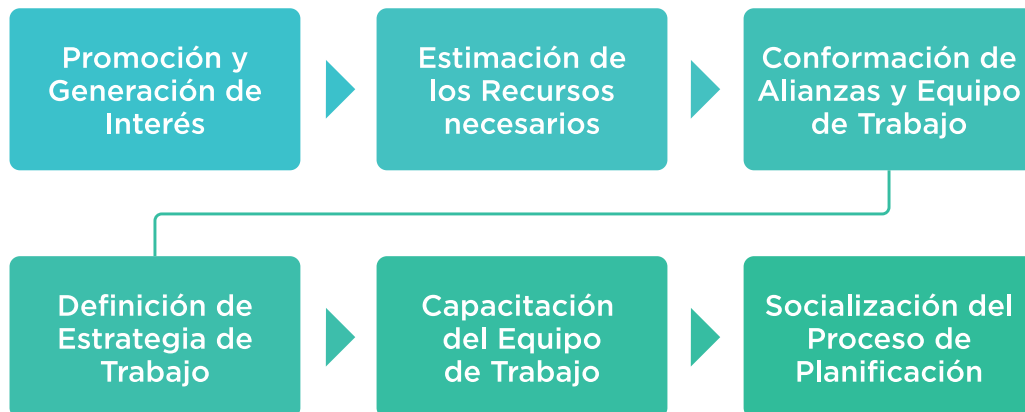 Promoción y
Generación de
Interés
Estimación de
los Recursos
necesarios
Conformación de
Alianzas y Equipo
de Trabajo
Definición de
Estrategia de
Trabajo
Capacitación
del Equipo
de Trabajo
Socialización del
Proceso de
Planificación